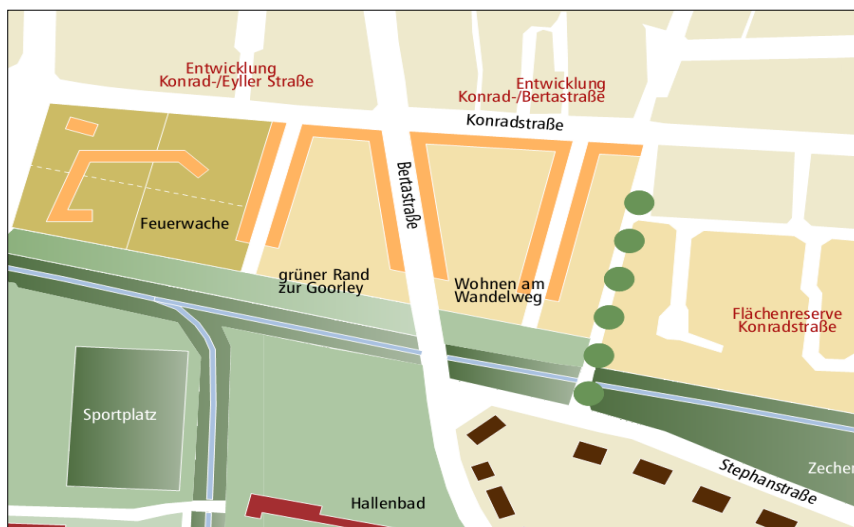 Entwicklung
Konrad-/Eyller Straße
Entwicklung
Konrad-/Bertastraße
Konradstraße
Bertastraße
Feuerwache
grüner Rand
zur Goorley
Wohnen am
Wandelweg
Flächenreserve
Konradstraße
Sportplatz
Stephanstraße
Hallenbad